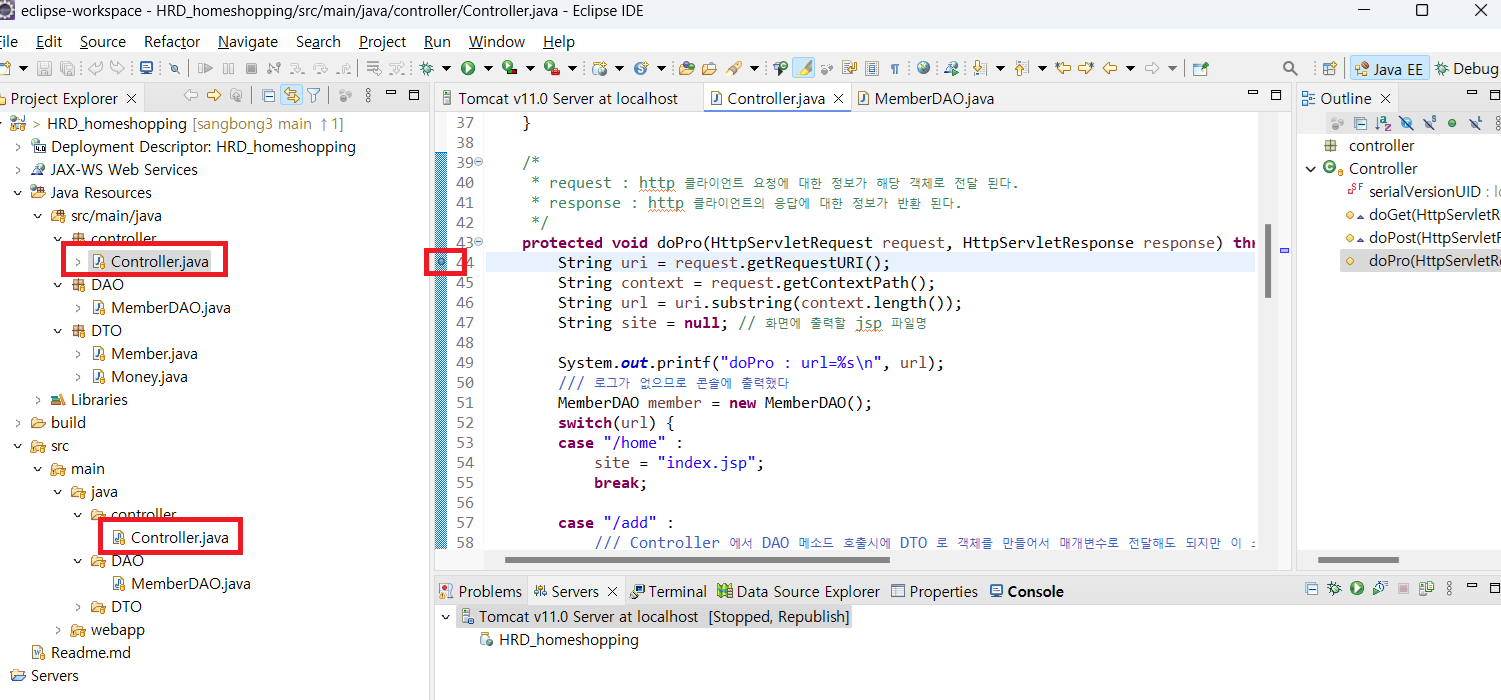 eclipse-workspace - HRD_homeshopping/src/main/java/controller/Controller.java - Eclipse IDE
File Edit Source Refactor Navigate Search Project Run Window Help
Java EE Debug
Project Explorer
> HRD_homeshopping [sangbong3 main ↑1]
Deployment Descriptor: HRD_homeshopping
JAX-WS Web Services
Java Resources
src/main/java
controller
Controller.java
DAO
MemberDAO.java
DTO
Member.java
Money.java
Libraries
build
src
main
java
controller
Controller.java
DAO
MemberDAO.java
DTO
webapp
Readme.md
Servers
Tomcat v11.0 Server at localhost Controller.java MemberDAO.java
37 }
38
39 /*
40 * request : http 클라이언트 요청에 대한 정보가 해당 객체로 전달 된다.
41 * response : http 클라이언트의 응답에 대한 정보가 반환 된다.
42 */
43 protected void doPro(HttpServletRequest request, HttpServletResponse response) thr
44 String uri = request.getRequestURI();
45 String context = request.getContextPath();
46 String url = uri.substring(context.length());
47 String site = null; // 화면에 출력할 jsp 파일명
48
49 System.out.printf("doPro : url=%s\n", url);
50 /// 로그가 없으므로 콘솔에 출력했다
51 MemberDAO member = new MemberDAO();
52 switch(url) {
53 case "/home" :
54 site = "index.jsp";
55 break;
56
57 case "/add" :
58 /// Controller 에서 DAO 메소드 호출시에 DTO 로 객체를 만들어서 매개변수로 전달해도 되지만 이
Outline
controller
Controller
serialVersionUID : lo
doGet(HttpServletR
doPost(HttpServletR
doPro(HttpServletRe
Problems Servers Terminal Data Source Explorer Properties Console
Tomcat v11.0 Server at localhost [Stopped, Republish]
HRD_homeshopping